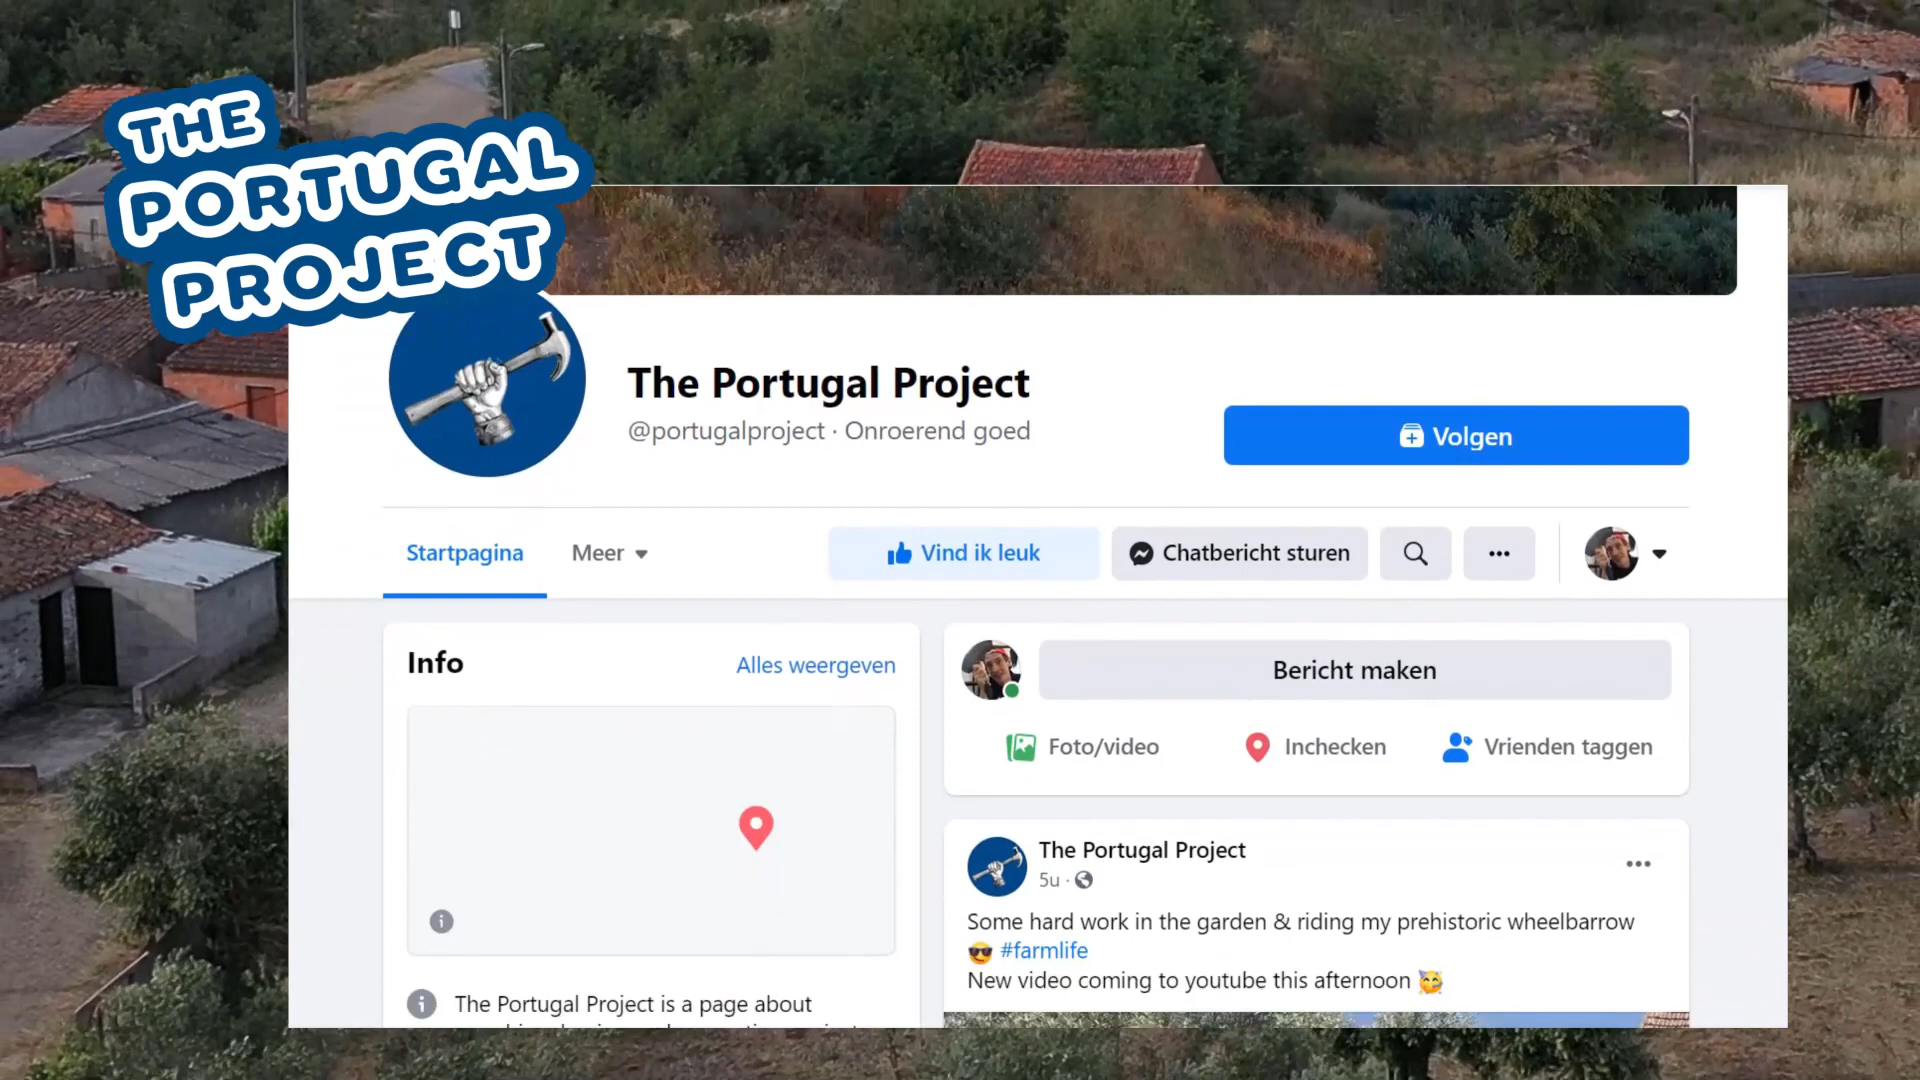 THE
PORTUGAL
PROJECT
The Portugal Project
@portugalproject · Onroerend goed
Volgen
Startpagina
Meer
Vind ik leuk
Chatbericht sturen
Info
Alles weergeven
Bericht maken
Foto/video
Inchecken
Vrienden taggen
The Portugal Project
5u ·
Some hard work in the garden & riding my prehistoric wheelbarrow
😎 #farmlife
New video coming to youtube this afternoon 🥳
The Portugal Project is a page about